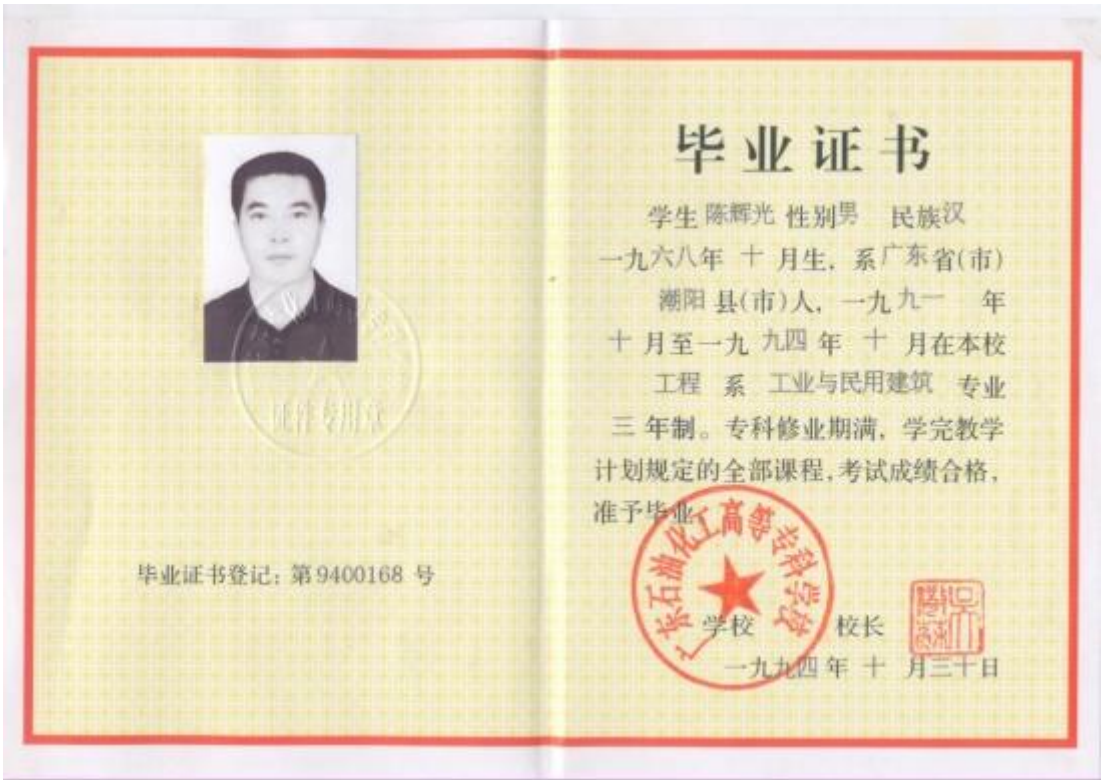 证件专用章
毕业证书登记：第9400168 号
毕业证书
学生 陈辉光 性别男 民族汉
一九六八年 十 月生，系广东省(市)
潮阳 县(市)人，一九九一 年
十 月至一九 九四 年 十 月在本校
工程 系 工业与民用建筑 专业
三 年制。专科修业期满，学完教学
计划规定的全部课程，考试成绩合格，
准予毕业。
广东石油化工高等专科学校
学校 校长
一九九四 年 十 月三十日